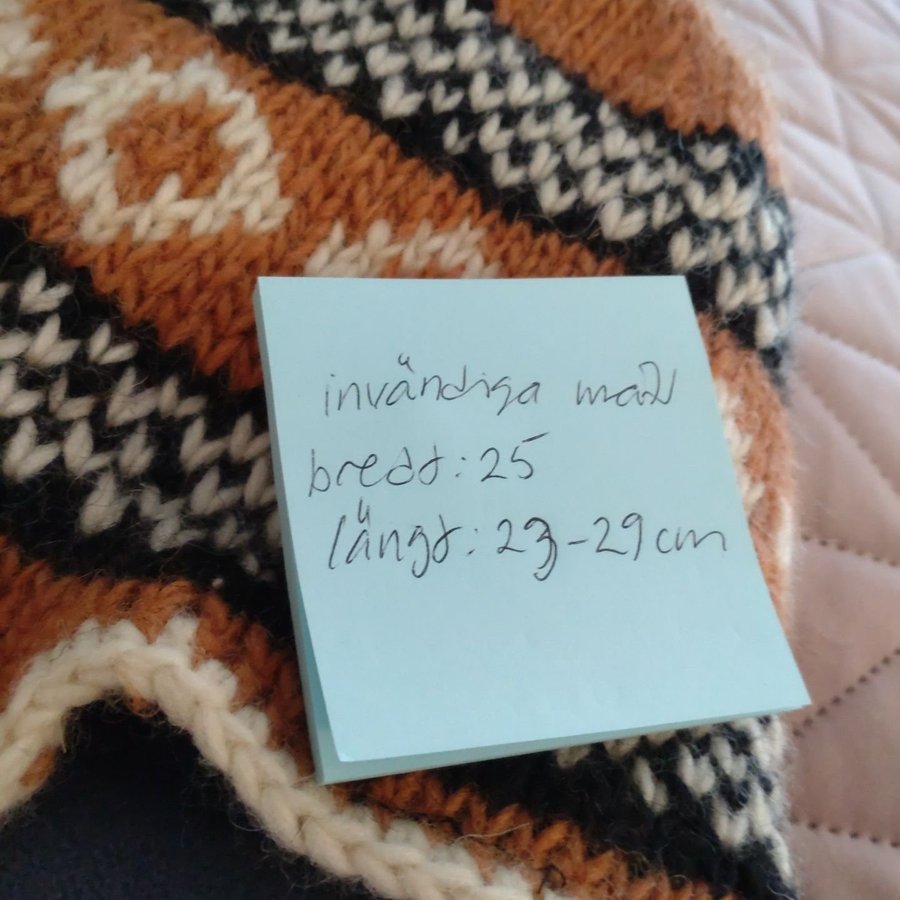 invändiga mått
bredd: 25
längd: 23-29cm